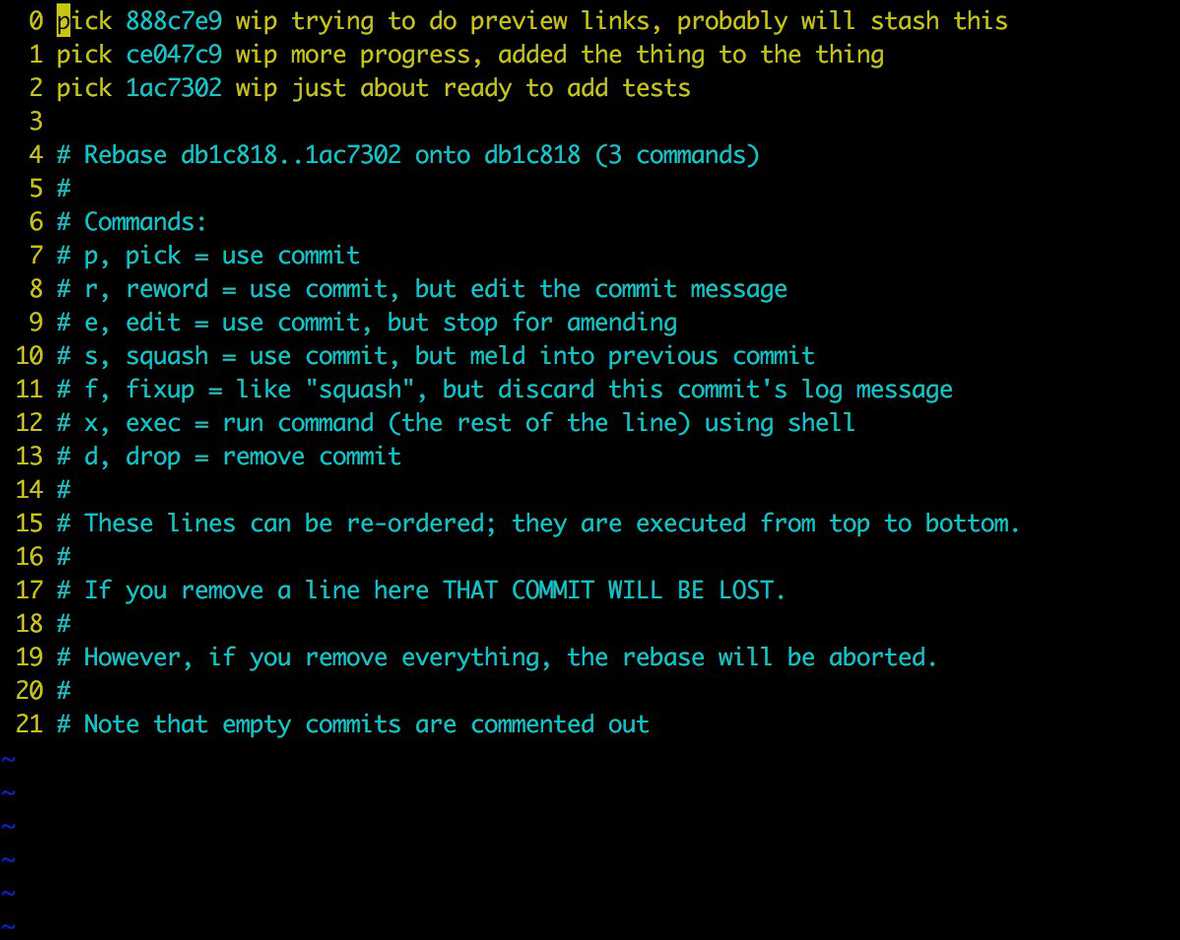 0 pick 888c7e9 wip trying to do preview links, probably will stash this
1 pick ce047c9 wip more progress, added the thing to the thing
2 pick 1ac7302 wip just about ready to add tests
3
4 # Rebase db1c818..1ac7302 onto db1c818 (3 commands)
5 #
6 # Commands:
7 # p, pick = use commit
8 # r, reword = use commit, but edit the commit message
9 # e, edit = use commit, but stop for amending
10 # s, squash = use commit, but meld into previous commit
11 # f, fixup = like "squash", but discard this commit's log message
12 # x, exec = run command (the rest of the line) using shell
13 # d, drop = remove commit
14 #
15 # These lines can be re-ordered; they are executed from top to bottom.
16 #
17 # If you remove a line here THAT COMMIT WILL BE LOST.
18 #
19 # However, if you remove everything, the rebase will be aborted.
20 #
21 # Note that empty commits are commented out
~
~
~
~
~
~